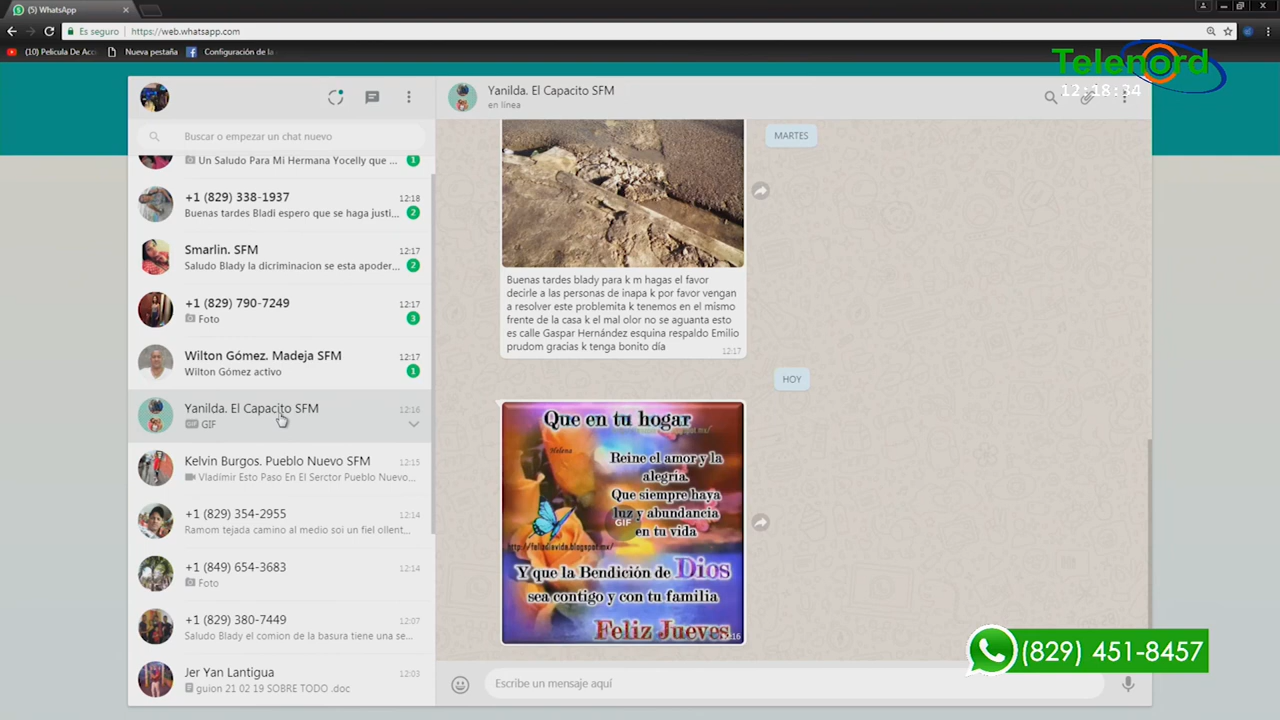 (5) WhatsApp
Es seguro
https://web.whatsapp.com
(10) Pelicula De Acc
Nueva pestaña
Configuración de la
Telenord
12:18:34
Buscar o empezar un chat nuevo
Un Saludo Para Mi Hermana Yocelly que ...
1
+1 (829) 338-1937
12:18
Buenas tardes Bladi espero que se haga justi...
2
Smarlin. SFM
12:17
Saludo Blady la dicriminacion se esta apoder...
2
+1 (829) 790-7249
12:17
Foto
3
Wilton Gómez. Madeja SFM
12:17
Wilton Gómez activo
1
Yanilda. El Capacito SFM
12:16
GIF GIF
Kelvin Burgos. Pueblo Nuevo SFM
12:15
Vladimir Esto Paso En El Serctor Pueblo Nuevo...
+1 (829) 354-2955
12:14
Ramom tejada camino al medio soi un fiel ollent...
+1 (849) 654-3683
12:14
Foto
+1 (829) 380-7449
12:07
Saludo Blady el comion de la basura tiene una se...
Jer Yan Lantigua
12:03
guion 21 02 19 SOBRE TODO .doc
Yanilda. El Capacito SFM
en línea
MARTES
Buenas tardes blady para k m hagas el favor
decirle a las personas de inapa k por favor vengan
a resolver este problemita k tenemos en el mismo
frente de la casa k el mal olor no se aguanta esto
es calle Gaspar Hernández esquina respaldo Emilio
prudom gracias k tenga bonito día
12:17
HOY
Que en tu hogar
Helena
Reine el amor y la
alegría.
Que siempre haya
luz y abundancia
GIF
en tu vida
http://felizdiavida.blogspot.mx/
Y que la Bendición de Dios
sea contigo y con tu familia
Feliz Jueves
Escribe un mensaje aquí
(829) 451-8457